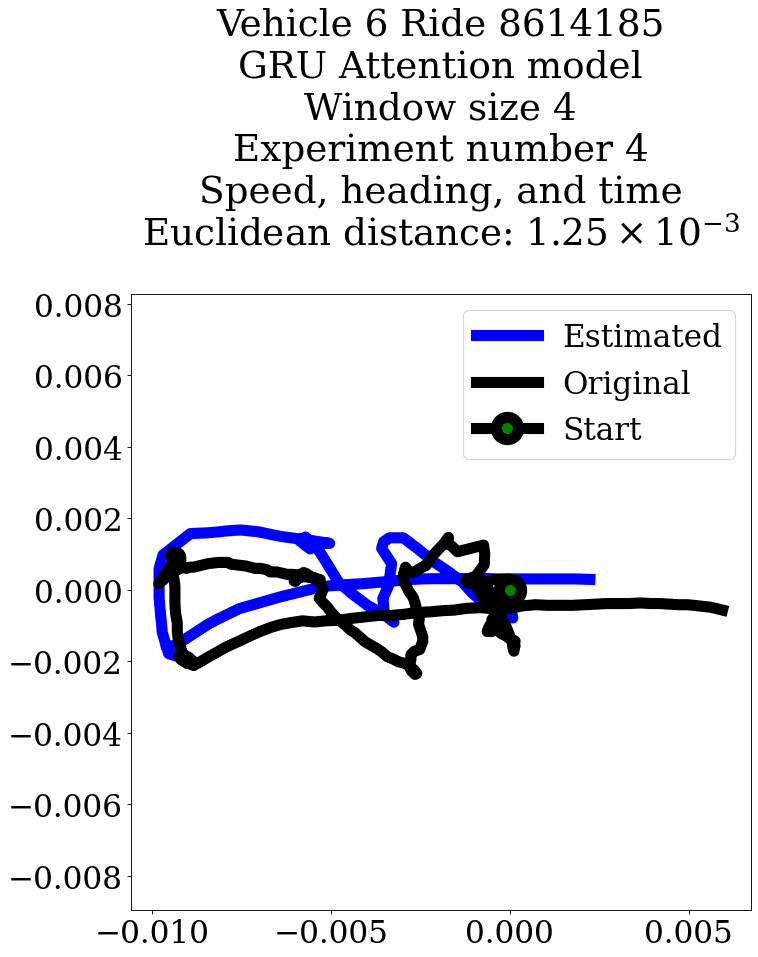 Vehicle 6 Ride 8614185
GRU Attention model
Window size 4
Experiment number 4
Speed, heading, and time
Euclidean distance: 1.25 × 10⁻³
Estimated
Original
Start
0.008
0.006
0.004
0.002
0.000
−0.002
−0.004
−0.006
−0.008
−0.010 −0.005 0.000 0.005